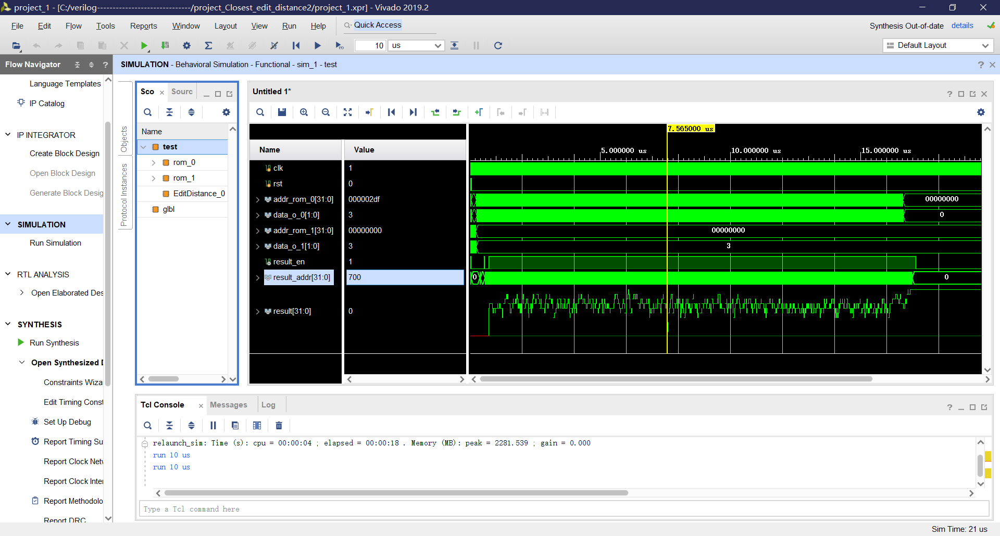 project_1 - [C:/verilog------------------------------/project_Closest_edit_distance2/project_1.xpr] - Vivado 2019.2
File Edit Flow Tools Reports Window Layout View Run Help Quick Access
Synthesis Out-of-date details
10 us
Default Layout
Flow Navigator ?
SIMULATION - Behavioral Simulation - Functional - sim_1 - test
Language Templates
IP Catalog
IP INTEGRATOR
Create Block Design
Open Block Design
Generate Block Desig
SIMULATION
Run Simulation
RTL ANALYSIS
Open Elaborated Des
SYNTHESIS
Run Synthesis
Open Synthesized D
Constraints Wiza
Edit Timing Const
Set Up Debug
Report Timing Su
Report Clock Netw
Report Clock Inter
Report Methodolo
Report DRC
Objects
Protocol Instances
Sco Sourc
Name
test
rom_0
rom_1
EditDistance_0
glbl
Untitled 1*
Name Value
clk 1
rst 0
addr_rom_0[31:0] 000002df
data_o_0[1:0] 3
addr_rom_1[31:0] 00000000
data_o_1[1:0] 3
result_en 1
result_addr[31:0] 700
result[31:0] 0
7.565000 us
5.000000 us 10.000000 us 15.000000 us
00000000
0
00000000
3
0 0
Tcl Console Messages Log
relaunch_sim: Time (s): cpu = 00:00:04 ; elapsed = 00:00:18 . Memory (MB): peak = 2281.539 ; gain = 0.000
run 10 us
run 10 us
Type a Tcl command here
Sim Time: 21 us